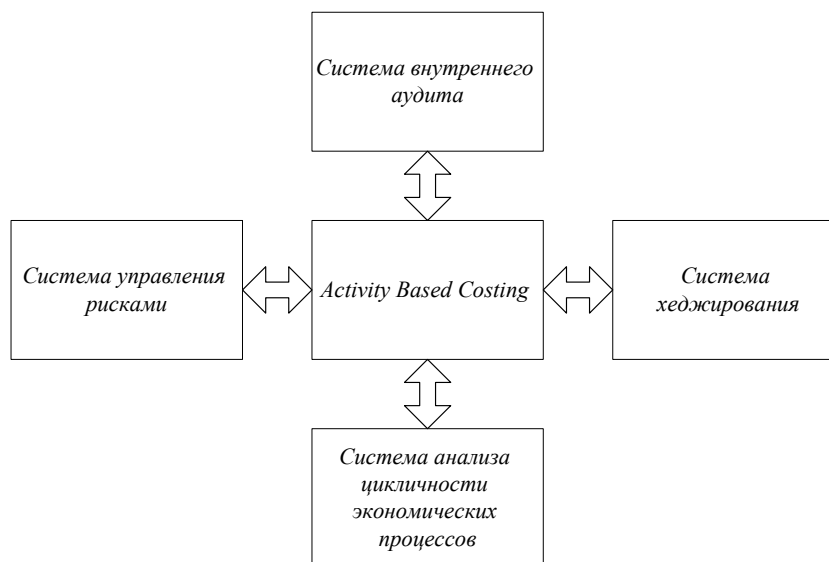 Система внутреннего
аудита
Система управления
рисками
Activity Based Costing
Система
хеджирования
Система анализа
цикличности
экономических
процессов